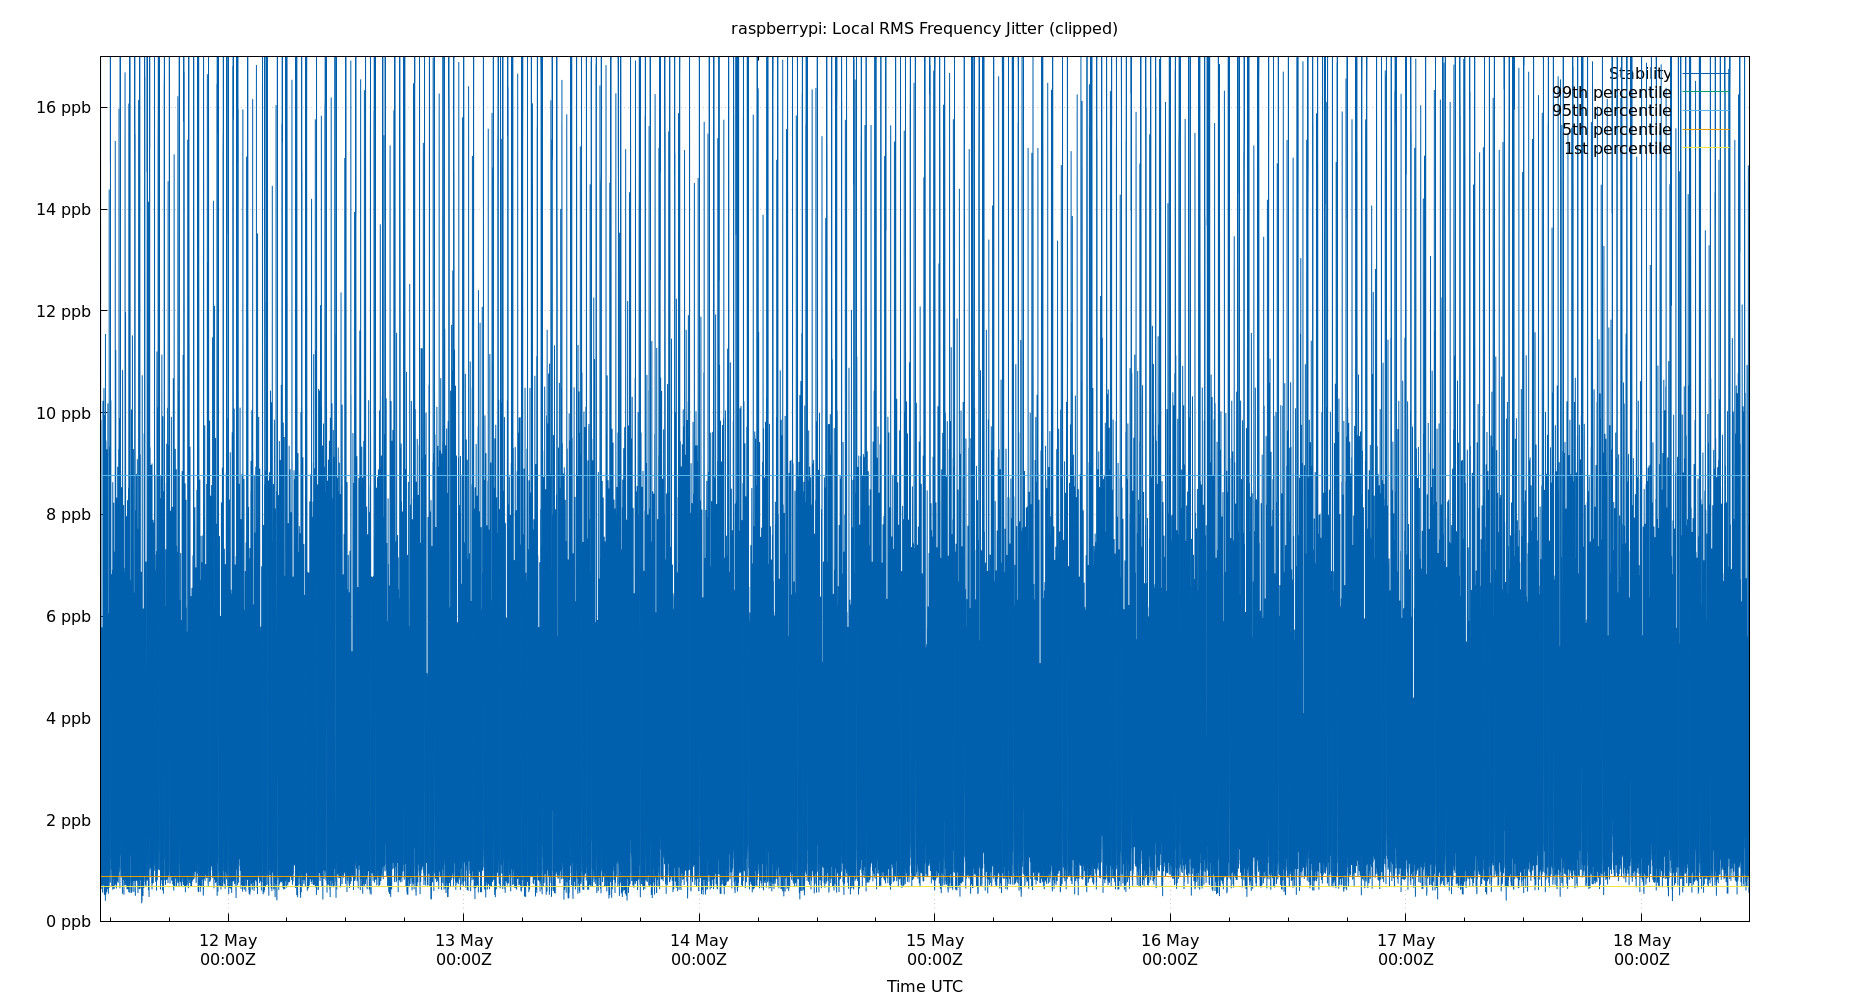 raspberrypi: Local RMS Frequency Jitter (clipped)
Stability
99th percentile
95th percentile
5th percentile
1st percentile
16 ppb
14 ppb
12 ppb
10 ppb
8 ppb
6 ppb
4 ppb
2 ppb
0 ppb
12 May 13 May 14 May 15 May 16 May 17 May 18 May
00:00Z 00:00Z 00:00Z 00:00Z 00:00Z 00:00Z 00:00Z
Time UTC